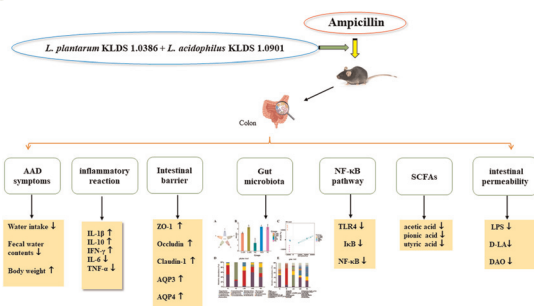 Ampicillin
L. plantarum KLDS 1.0386 + L. acidophilus KLDS 1.0901
Colon
AAD
symptoms
inflammatory
reaction
Intestinal
barrier
Gut
microbiota
NF-κB
pathway
SCFAs
intestinal
permeability
Water intake ↓
Fecal water
contents ↓
Body weight ↑
IL-1β ↑
IL-10 ↑
IFN-γ ↑
IL-6 ↓
TNF-α ↓
ZO-1 ↑
Occludin ↑
Claudin-1 ↑
AQP3 ↑
AQP4 ↑
TLR4 ↓
IκB ↓
NF-κB ↓
acetic acid ↓
pionic acid ↓
utyric acid ↓
LPS ↓
D-LA ↓
DAO ↓